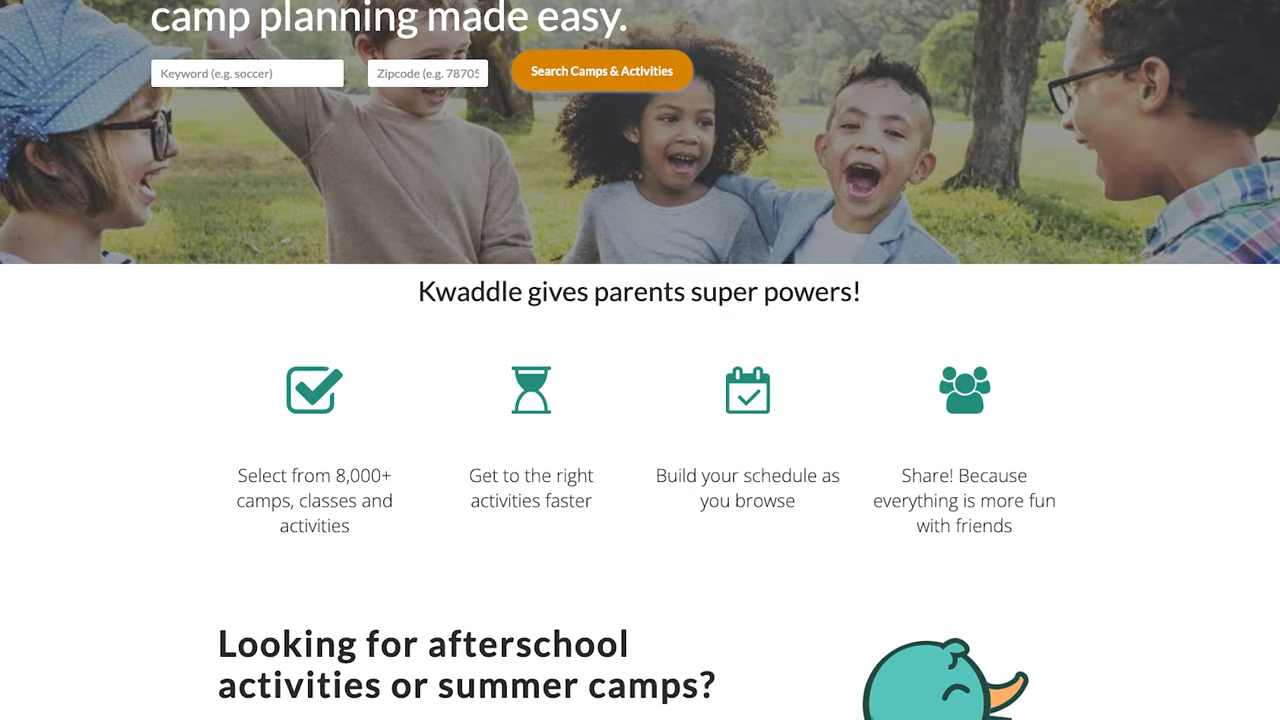 camp planning made easy.
Keyword (e.g. soccer)
Zipcode (e.g. 78705
Search Camps & Activities
Kwaddle gives parents super powers!
Select from 8,000+
camps, classes and
activities
Get to the right
activities faster
Build your schedule as
you browse
Share! Because
everything is more fun
with friends
Looking for afterschool
activities or summer camps?